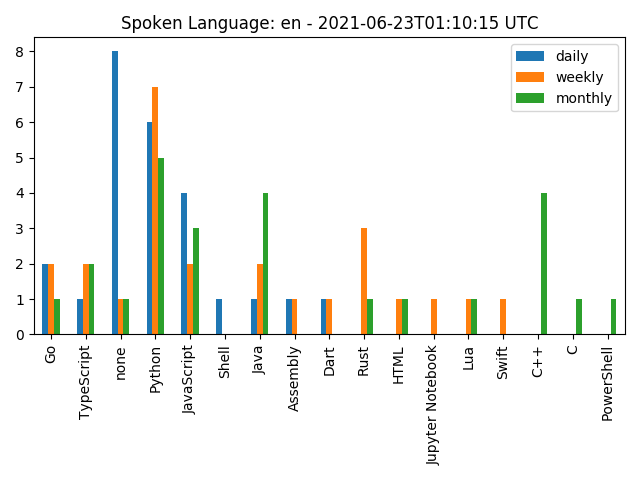 Spoken Language: en - 2021-06-23T01:10:15 UTC
daily
weekly
monthly
8
7
6
5
4
3
2
1
0
Go
TypeScript
none
Python
JavaScript
Shell
Java
Assembly
Dart
Rust
HTML
Jupyter Notebook
Lua
Swift
C++
C
PowerShell